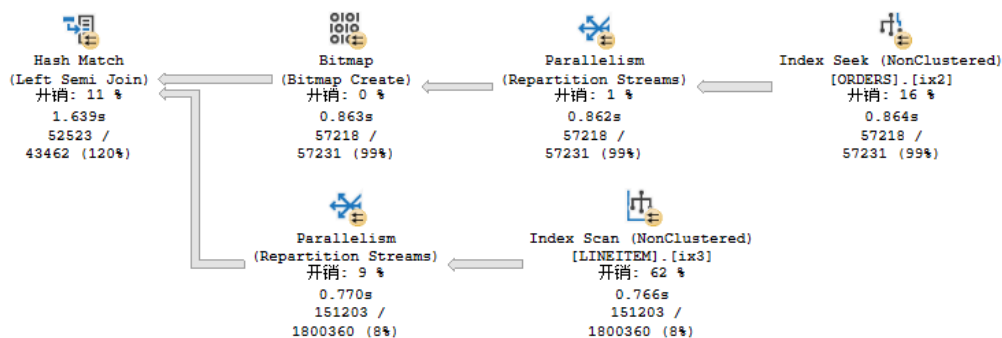 0101
1010
010
Hash Match
(Left Semi Join)
开销: 11 %
1.639s
52523 /
43462 (120%)
Bitmap
(Bitmap Create)
开销: 0 %
0.863s
57218 /
57231 (99%)
Parallelism
(Repartition Streams)
开销: 1 %
0.862s
57218 /
57231 (99%)
Index Seek (NonClustered)
[ORDERS].[ix2]
开销: 16 %
0.864s
57218 /
57231 (99%)
Parallelism
(Repartition Streams)
开销: 9 %
0.770s
151203 /
1800360 (8%)
Index Scan (NonClustered)
[LINEITEM].[ix3]
开销: 62 %
0.766s
151203 /
1800360 (8%)